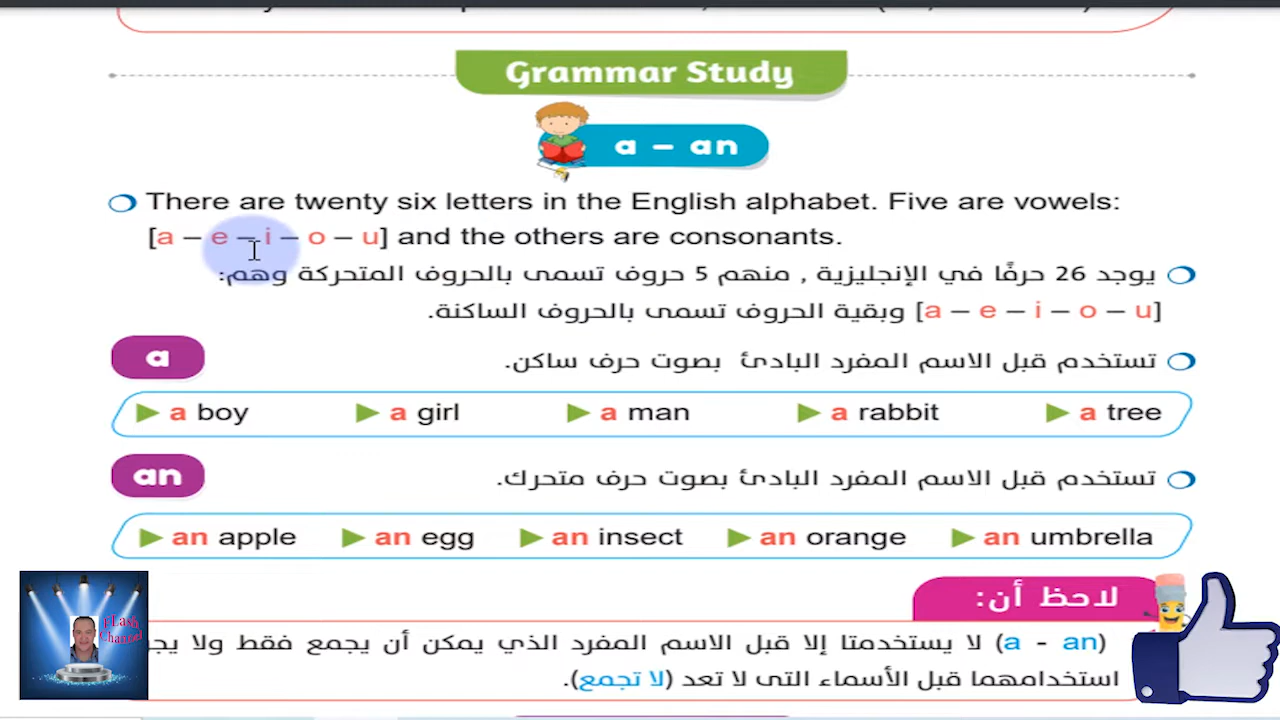 Grammar Study
a – an
There are twenty six letters in the English alphabet. Five are vowels:
[a – e – i – o – u] and the others are consonants.
يوجد 26 حرفًا في الإنجليزية , منهم 5 حروف تسمى بالحروف المتحركة وهم:
[a – e – i – o – u] وبقية الحروف تسمى بالحروف الساكنة.
a
تستخدم قبل الاسم المفرد البادئ بصوت حرف ساكن.
a boy a girl a man a rabbit a tree
an
تستخدم قبل الاسم المفرد البادئ بصوت حرف متحرك.
an apple an egg an insect an orange an umbrella
لاحظ أن:
(a - an) لا يستخدمتا إلا قبل الاسم المفرد الذي يمكن أن يجمع فقط ولا
استخدامهما قبل الأسماء التى لا تعد (لا تجمع).
FLash
Channel